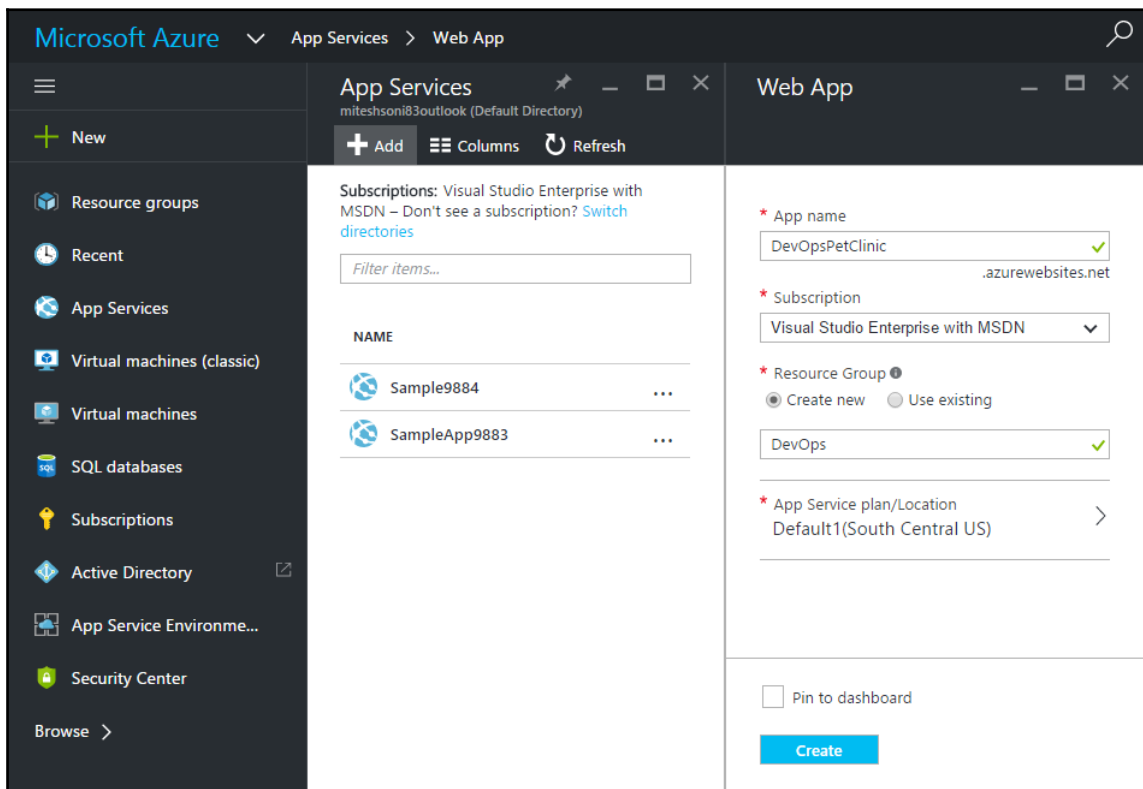 Microsoft Azure App Services > Web App
New
Resource groups
Recent
App Services
Virtual machines (classic)
Virtual machines
SQL databases
Subscriptions
Active Directory
App Service Environme...
Security Center
Browse >
App Services
miteshsoni83outlook (Default Directory)
Add Columns Refresh
Subscriptions: Visual Studio Enterprise with
MSDN – Don't see a subscription? Switch
directories
Filter items...
NAME
Sample9884 ...
SampleApp9883 ...
Web App
* App name
DevOpsPetClinic
.azurewebsites.net
* Subscription
Visual Studio Enterprise with MSDN
* Resource Group
Create new Use existing
DevOps
* App Service plan/Location
Default1(South Central US)
Pin to dashboard
Create